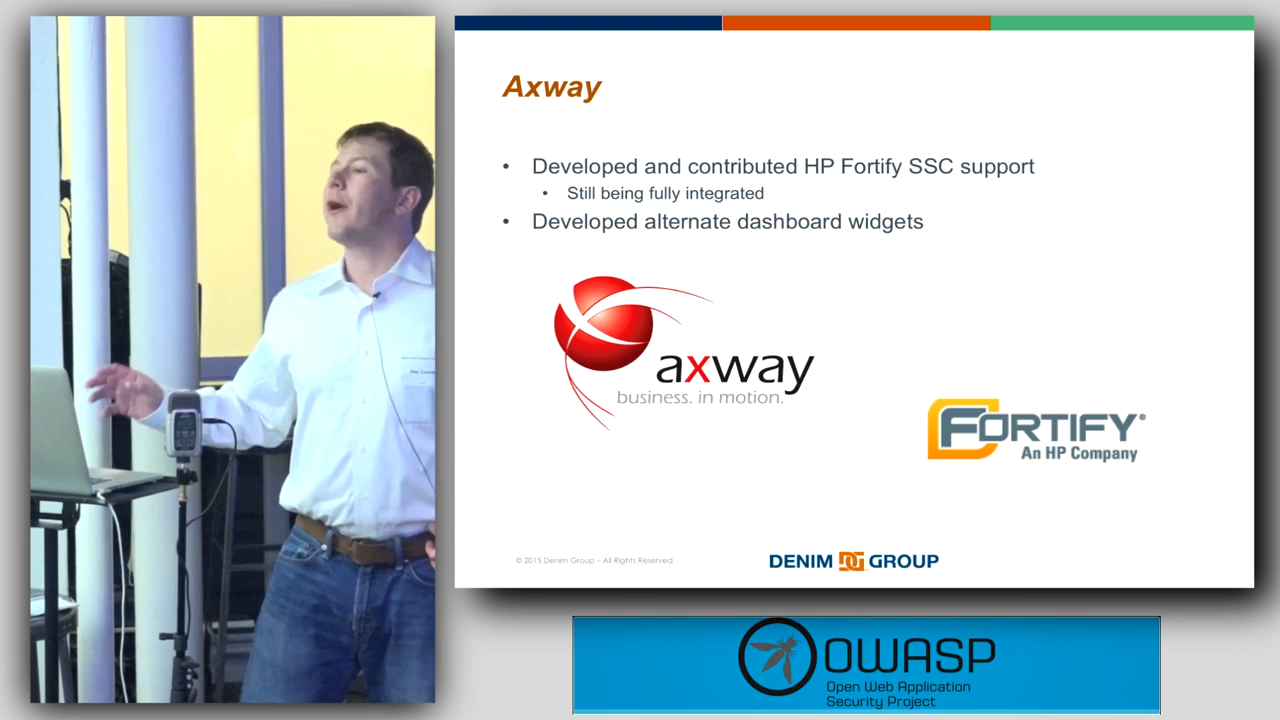 Axway
• Developed and contributed HP Fortify SSC support
• Still being fully integrated
• Developed alternate dashboard widgets
axway
business. in motion.
FORTIFY®
An HP Company
© 2015 Denim Group – All Rights Reserved
DENIM DG GROUP
OWASP
Open Web Application
Security Project